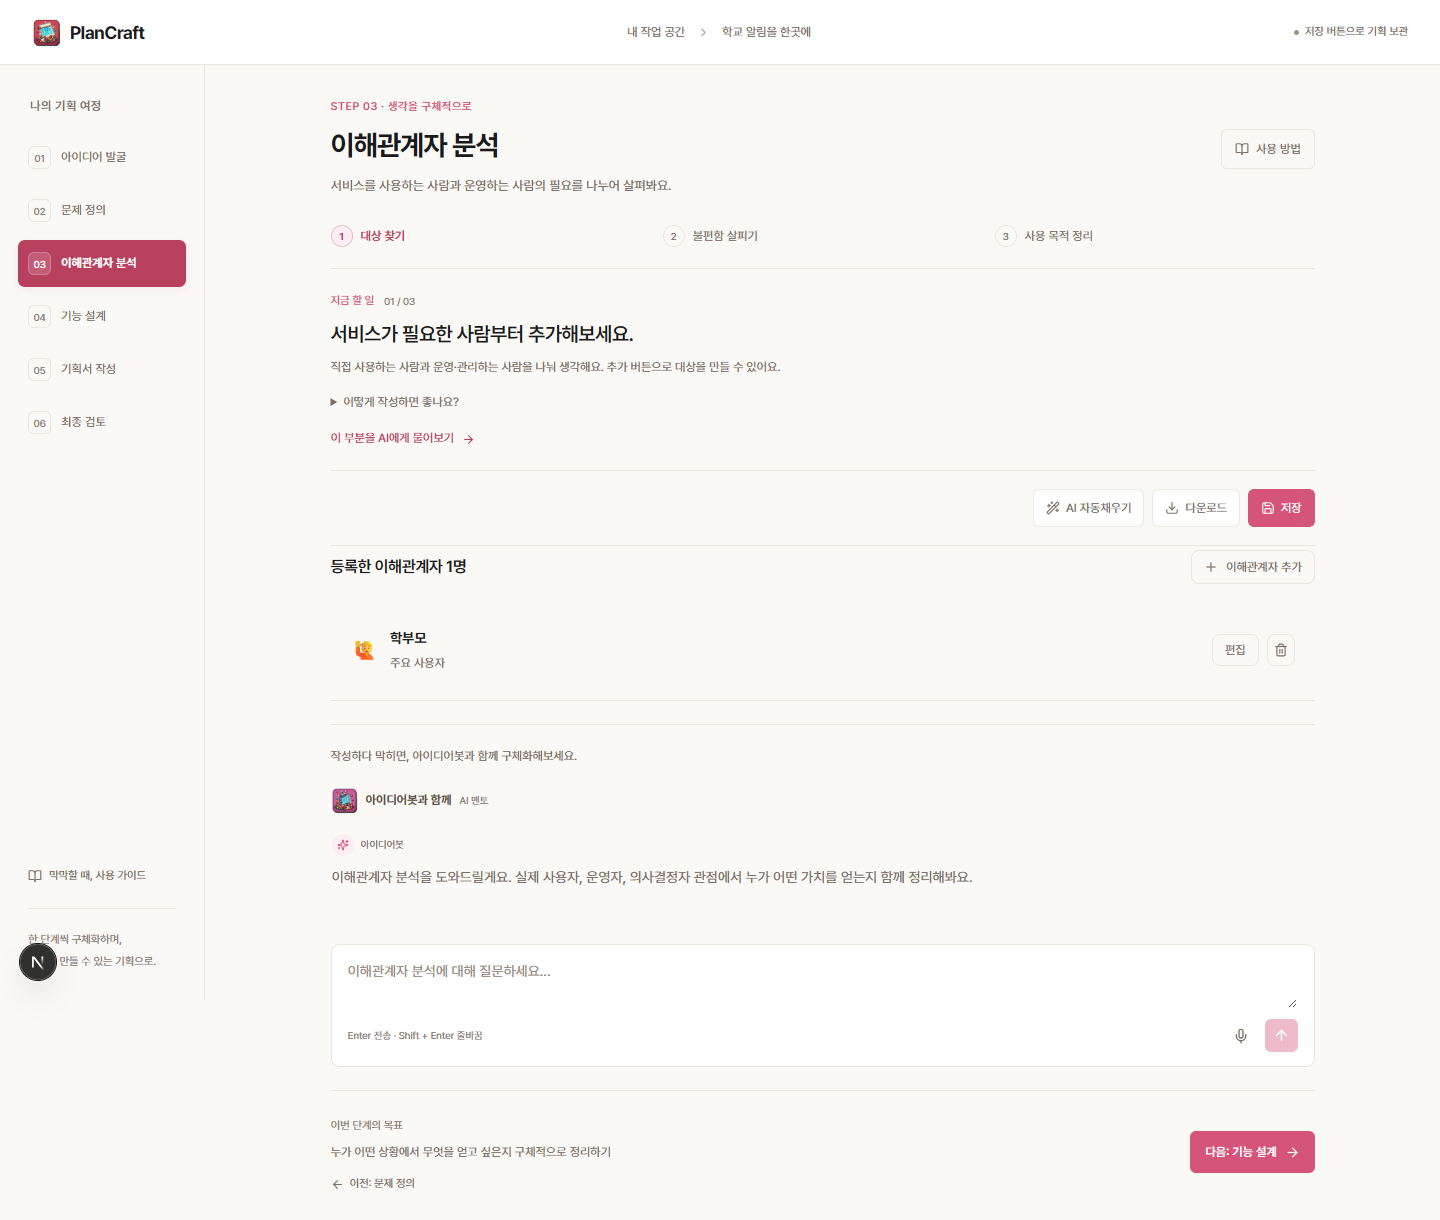 PlanCraft
내 작업 공간 > 학교 알림을 한곳에
저장 버튼으로 기획 보관
나의 기획 여정
01 아이디어 발굴
02 문제 정의
03 이해관계자 분석
04 기능 설계
05 기획서 작성
06 최종 검토
막막할 때, 사용 가이드
한 단계씩 구체화하며,
만들 수 있는 기획으로.
N
STEP 03 · 생각을 구체적으로
이해관계자 분석
사용 방법
서비스를 사용하는 사람과 운영하는 사람의 필요를 나누어 살펴봐요.
1 대상 찾기
2 불편함 살피기
3 사용 목적 정리
지금 할 일 01 / 03
서비스가 필요한 사람부터 추가해보세요.
직접 사용하는 사람과 운영·관리하는 사람을 나눠 생각해요. 추가 버튼으로 대상을 만들 수 있어요.
▶ 어떻게 작성하면 좋나요?
이 부분을 AI에게 물어보기 →
AI 자동채우기
다운로드
저장
등록한 이해관계자 1명
+ 이해관계자 추가
학부모
주요 사용자
편집
작성하다 막히면, 아이디어봇과 함께 구체화해보세요.
아이디어봇과 함께 AI 멘토
아이디어봇
이해관계자 분석을 도와드릴게요. 실제 사용자, 운영자, 의사결정자 관점에서 누가 어떤 가치를 얻는지 함께 정리해봐요.
이해관계자 분석에 대해 질문하세요...
Enter 전송 · Shift + Enter 줄바꿈
이번 단계의 목표
누가 어떤 상황에서 무엇을 얻고 싶은지 구체적으로 정리하기
← 이전: 문제 정의
다음: 기능 설계 →